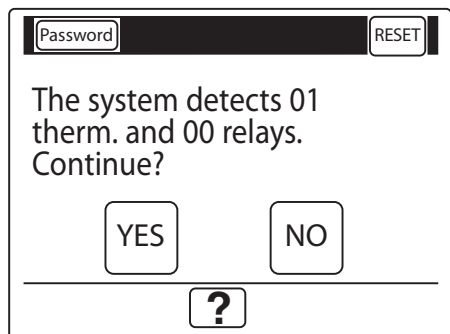 Password RESET
The system detects 01
therm. and 00 relays.
Continue?
YES NO
?